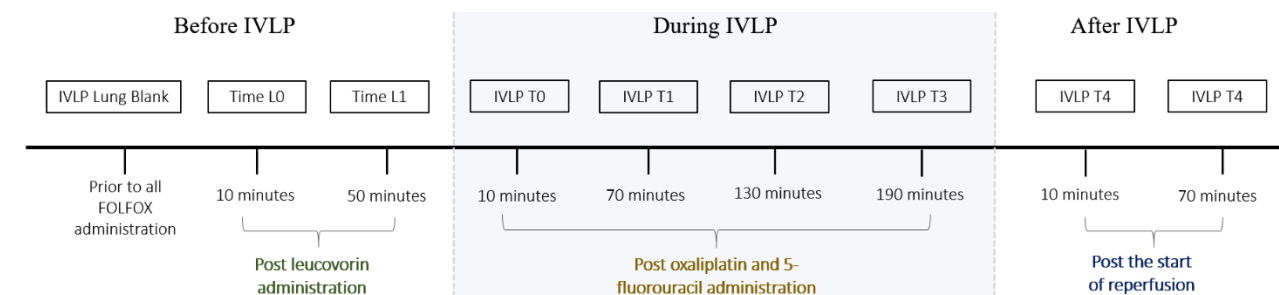 Before IVLP
During IVLP
After IVLP
IVLP Lung Blank
Time L0
Time L1
IVLP T0
IVLP T1
IVLP T2
IVLP T3
IVLP T4
IVLP T4
Prior to all
FOLFOX
administration
10 minutes
50 minutes
10 minutes
70 minutes
130 minutes
190 minutes
10 minutes
70 minutes
Post leucovorin
administration
Post oxaliplatin and 5-
fluorouracil administration
Post the start
of reperfusion